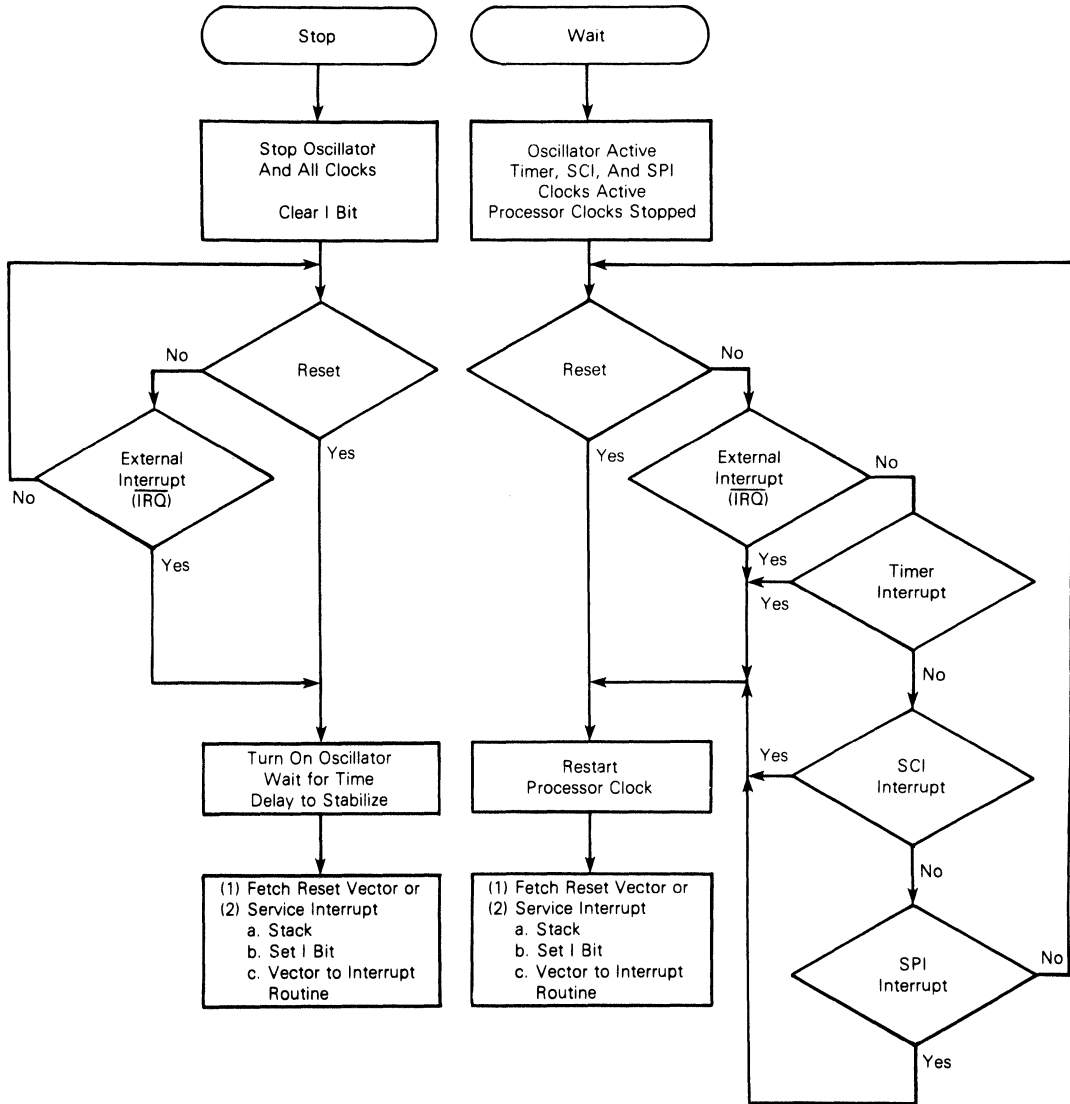 Stop
Wait
Stop Oscillator
And All Clocks
Clear I Bit
Oscillator Active
Timer, SCI, And SPI
Clocks Active
Processor Clocks Stopped
No
Reset
Yes
Reset
No
Yes
External
Interrupt
(I̅R̅Q̅)
No
Yes
External
Interrupt
(I̅R̅Q̅)
No
Yes
Timer
Interrupt
Yes
No
Turn On Oscillator
Wait for Time
Delay to Stabilize
Restart
Processor Clock
Yes
SCI
Interrupt
No
(1) Fetch Reset Vector or
(2) Service Interrupt
a. Stack
b. Set I Bit
c. Vector to Interrupt
Routine
(1) Fetch Reset Vector or
(2) Service Interrupt
a. Stack
b. Set I Bit
c. Vector to Interrupt
Routine
SPI
Interrupt
No
Yes